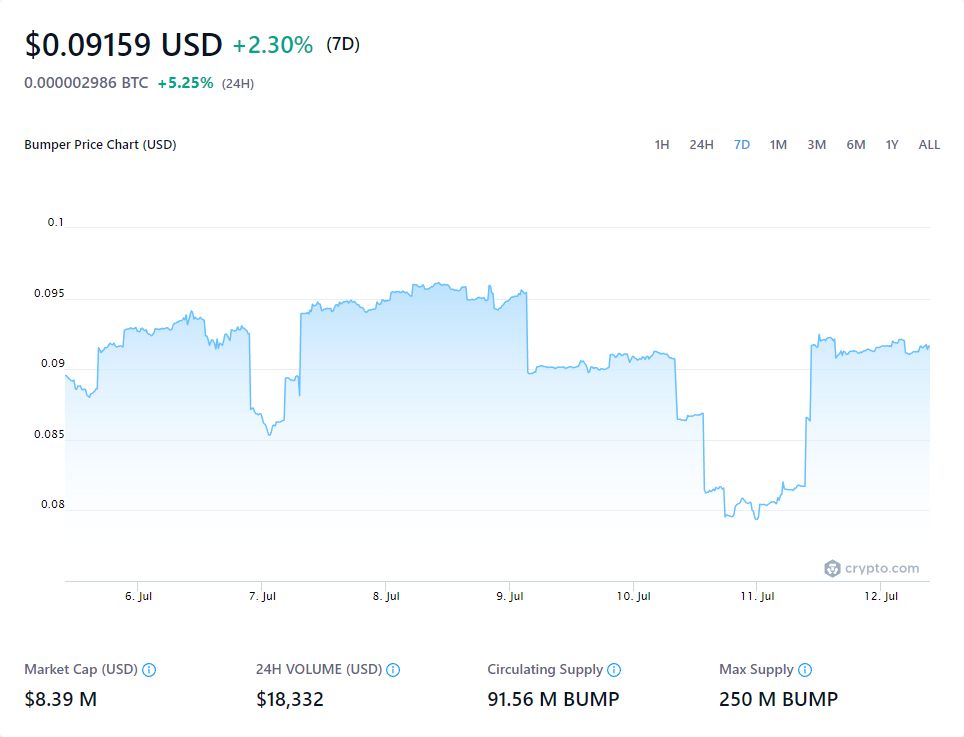 $0.09159 USD +2.30% (7D)
0.000002986 BTC +5.25% (24H)
Bumper Price Chart (USD) 1H 24H 7D 1M 3M 6M 1Y ALL
0.1
0.095
0.09
0.085
0.08
crypto.com
6. Jul 7. Jul 8. Jul 9. Jul 10. Jul 11. Jul 12. Jul
Market Cap (USD) 24H VOLUME (USD) Circulating Supply Max Supply
$8.39 M $18,332 91.56 M BUMP 250 M BUMP